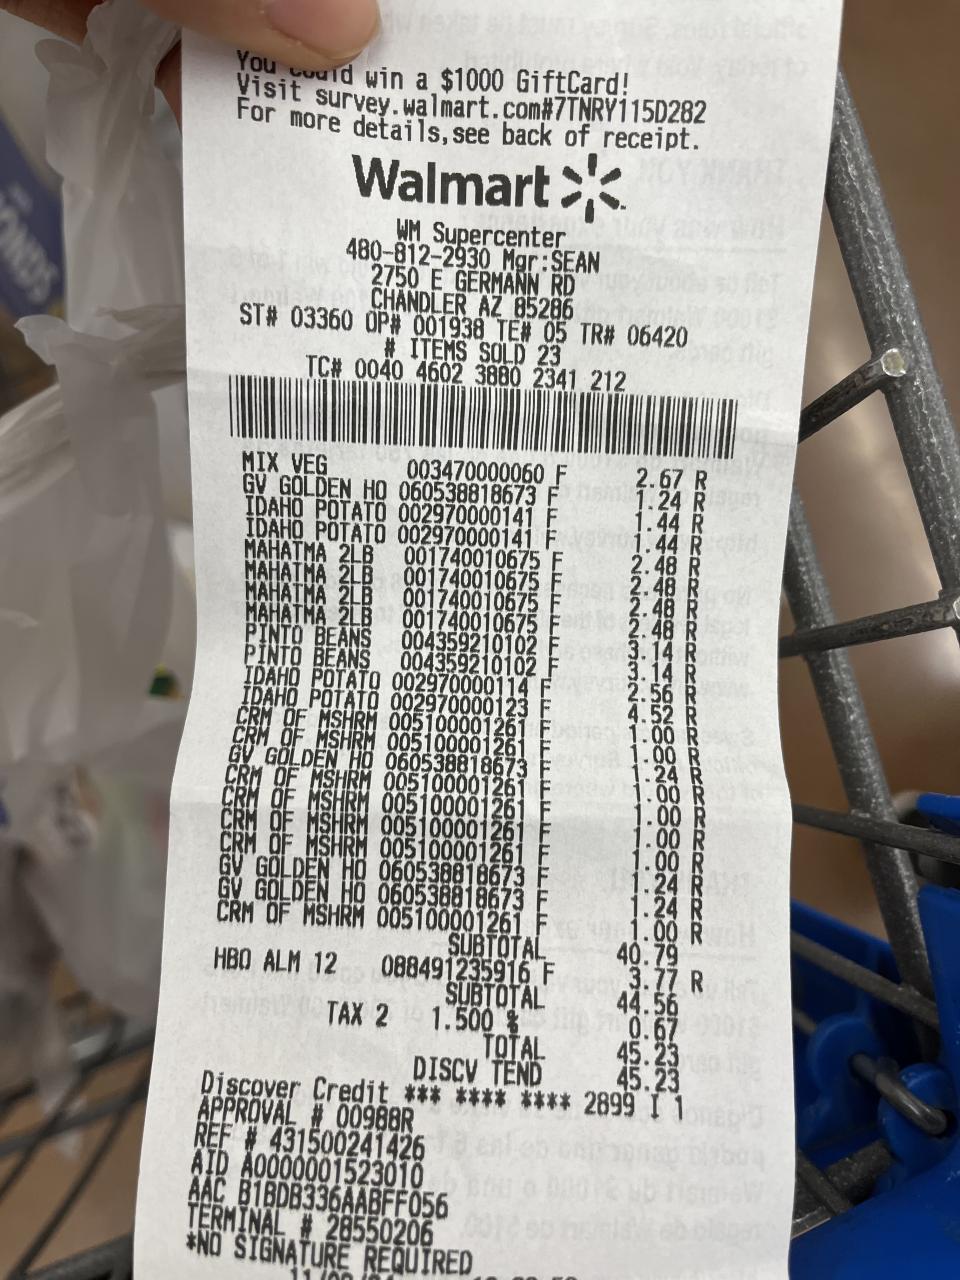 You could win a $1000 GiftCard!
Visit survey.walmart.com#7TNRY115D282
For more details,see back of receipt.
Walmart
WM Supercenter
480-812-2930 Mgr:SEAN
2750 E GERMANN RD
CHANDLER AZ 85286
ST# 03360 OP# 001938 TE# 05 TR# 06420
# ITEMS SOLD 23
TC# 0040 4602 3880 2341 212
MIX VEG 003470000060 F 2.67 R
GV GOLDEN HO 060538818673 F 1.24 R
IDAHO POTATO 002970000141 F 1.44 R
IDAHO POTATO 002970000141 F 1.44 R
MAHATMA 2LB 001740010675 F 2.48 R
MAHATMA 2LB 001740010675 F 2.48 R
MAHATMA 2LB 001740010675 F 2.48 R
MAHATMA 2LB 001740010675 F 2.48 R
PINTO BEANS 004359210102 F 3.14 R
PINTO BEANS 004359210102 F 3.14 R
IDAHO POTATO 002970000114 F 2.56 R
IDAHO POTATO 002970000123 F 4.52 R
CRM OF MSHRM 005100001261 F 1.00 R
CRM OF MSHRM 005100001261 F 1.00 R
GV GOLDEN HO 060538818673 F 1.24 R
CRM OF MSHRM 005100001261 F 1.00 R
CRM OF MSHRM 005100001261 F 1.00 R
CRM OF MSHRM 005100001261 F 1.00 R
CRM OF MSHRM 005100001261 F 1.00 R
GV GOLDEN HO 060538818673 F 1.24 R
GV GOLDEN HO 060538818673 F 1.24 R
CRM OF MSHRM 005100001261 F 1.00 R
SUBTOTAL 40.79
HBO ALM 12 088491235916 F 3.77 R
SUBTOTAL 44.56
TAX 2 1.500 % 0.67
TOTAL 45.23
DISCV TEND 45.23
Discover Credit *** **** **** 2899 I 1
APPROVAL # 00988R
REF # 431500241426
AID A0000001523010
AAC B1BDB336AABFF056
TERMINAL # 28550206
*NO SIGNATURE REQUIRED